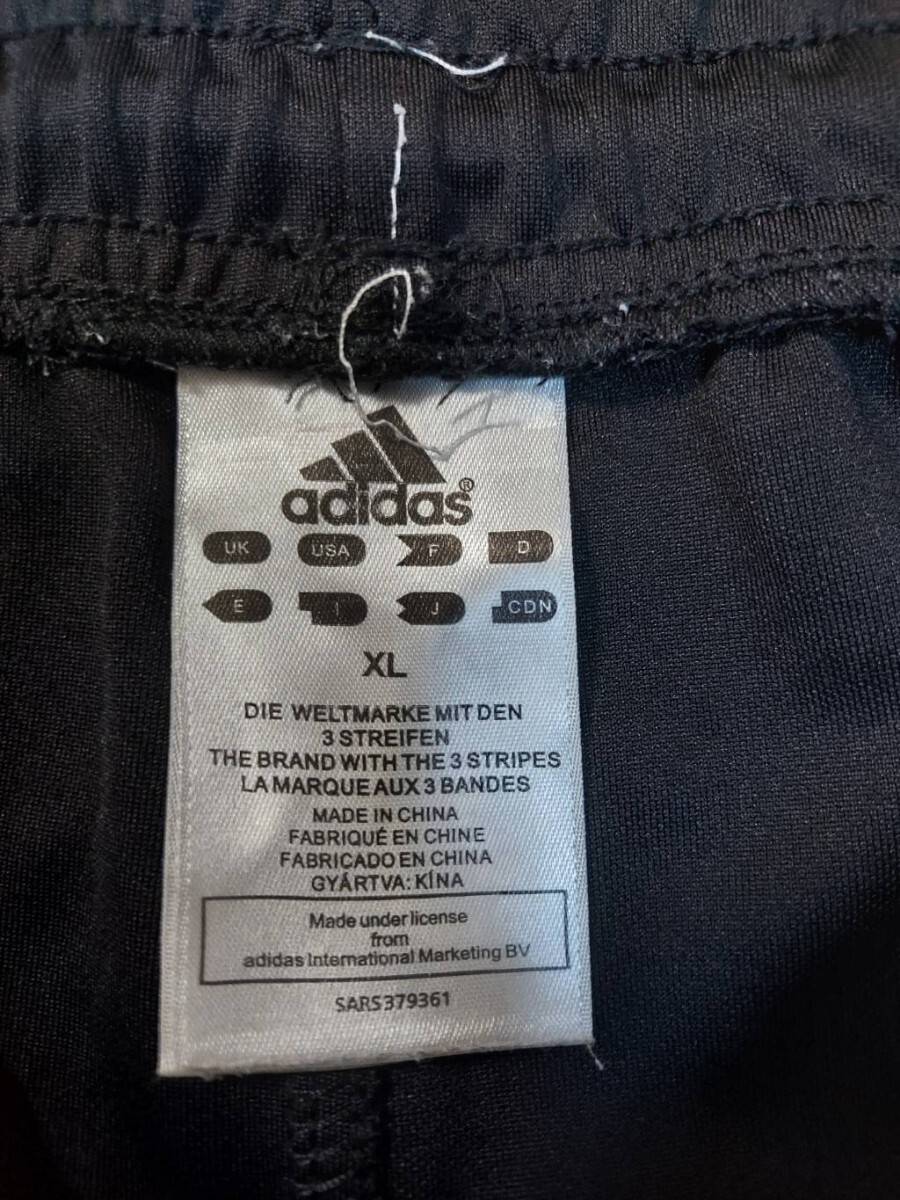 adidas®
UK USA F D
E I J CDN
XL
DIE WELTMARKE MIT DEN
3 STREIFEN
THE BRAND WITH THE 3 STRIPES
LA MARQUE AUX 3 BANDES
MADE IN CHINA
FABRIQUÉ EN CHINE
FABRICADO EN CHINA
GYÁRTVA: KÍNA
Made under license
from
adidas International Marketing BV
SARS379361